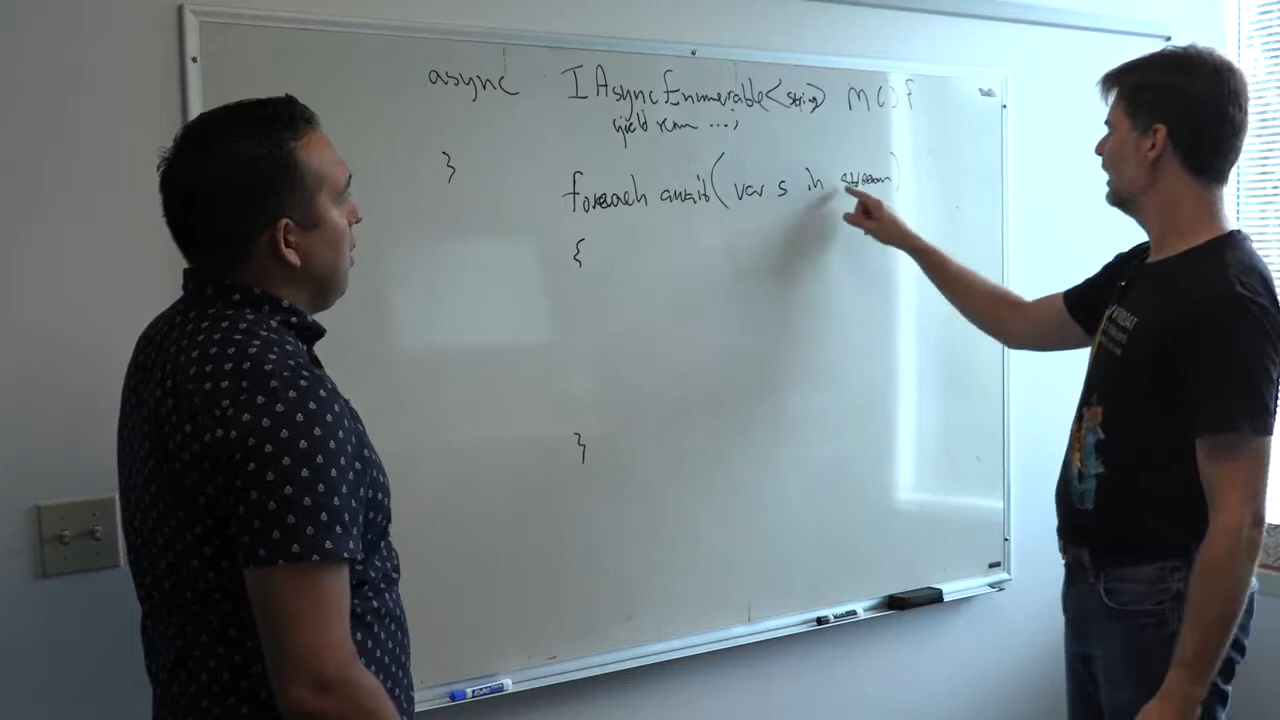 async IAsyncEnumerable<string> M() {
yield return ...;
}
foreach await (var s in stream)
{
}